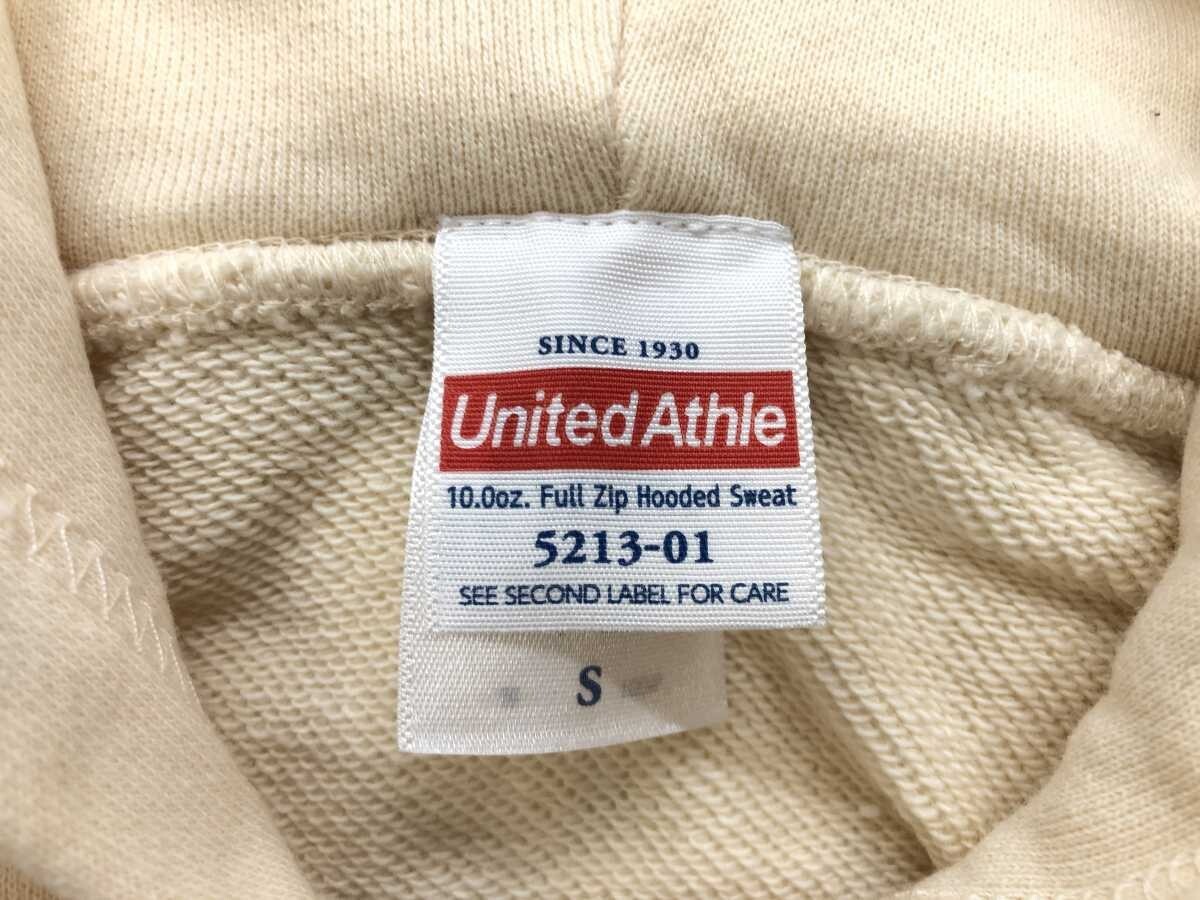 SINCE 1930
United Athle
10.0oz. Full Zip Hooded Sweat
5213-01
SEE SECOND LABEL FOR CARE
S